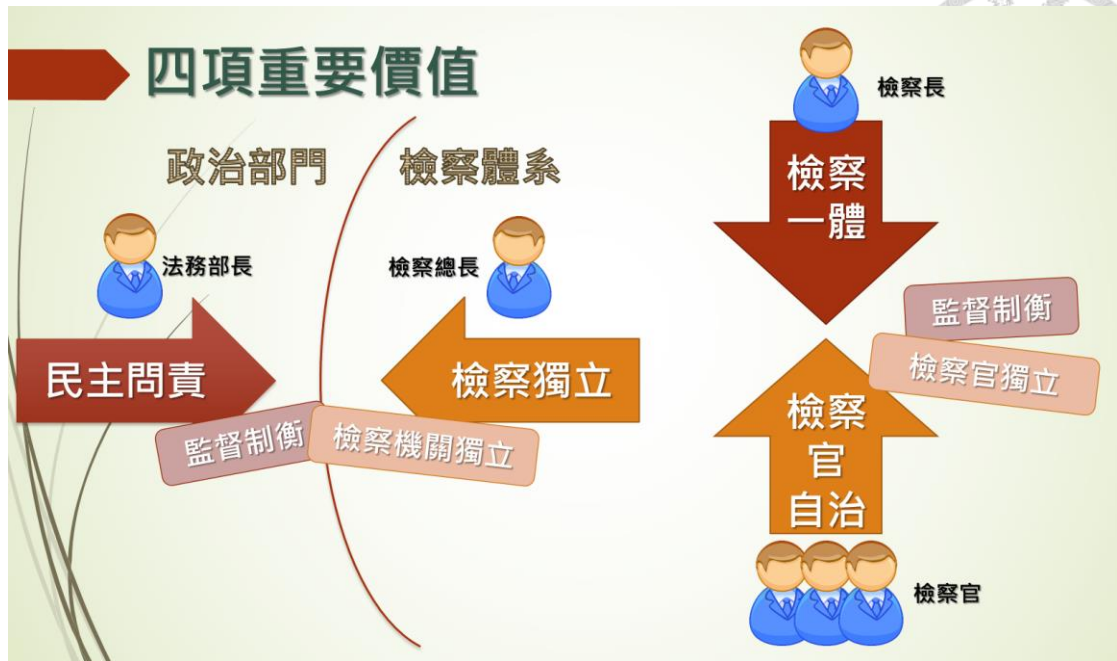 四項重要價值
政治部門
檢察體系
法務部長
檢察總長
民主問責
檢察獨立
監督制衡
檢察機關獨立
檢察長
檢察
一體
監督制衡
檢察官獨立
檢察
官
自治
檢察官